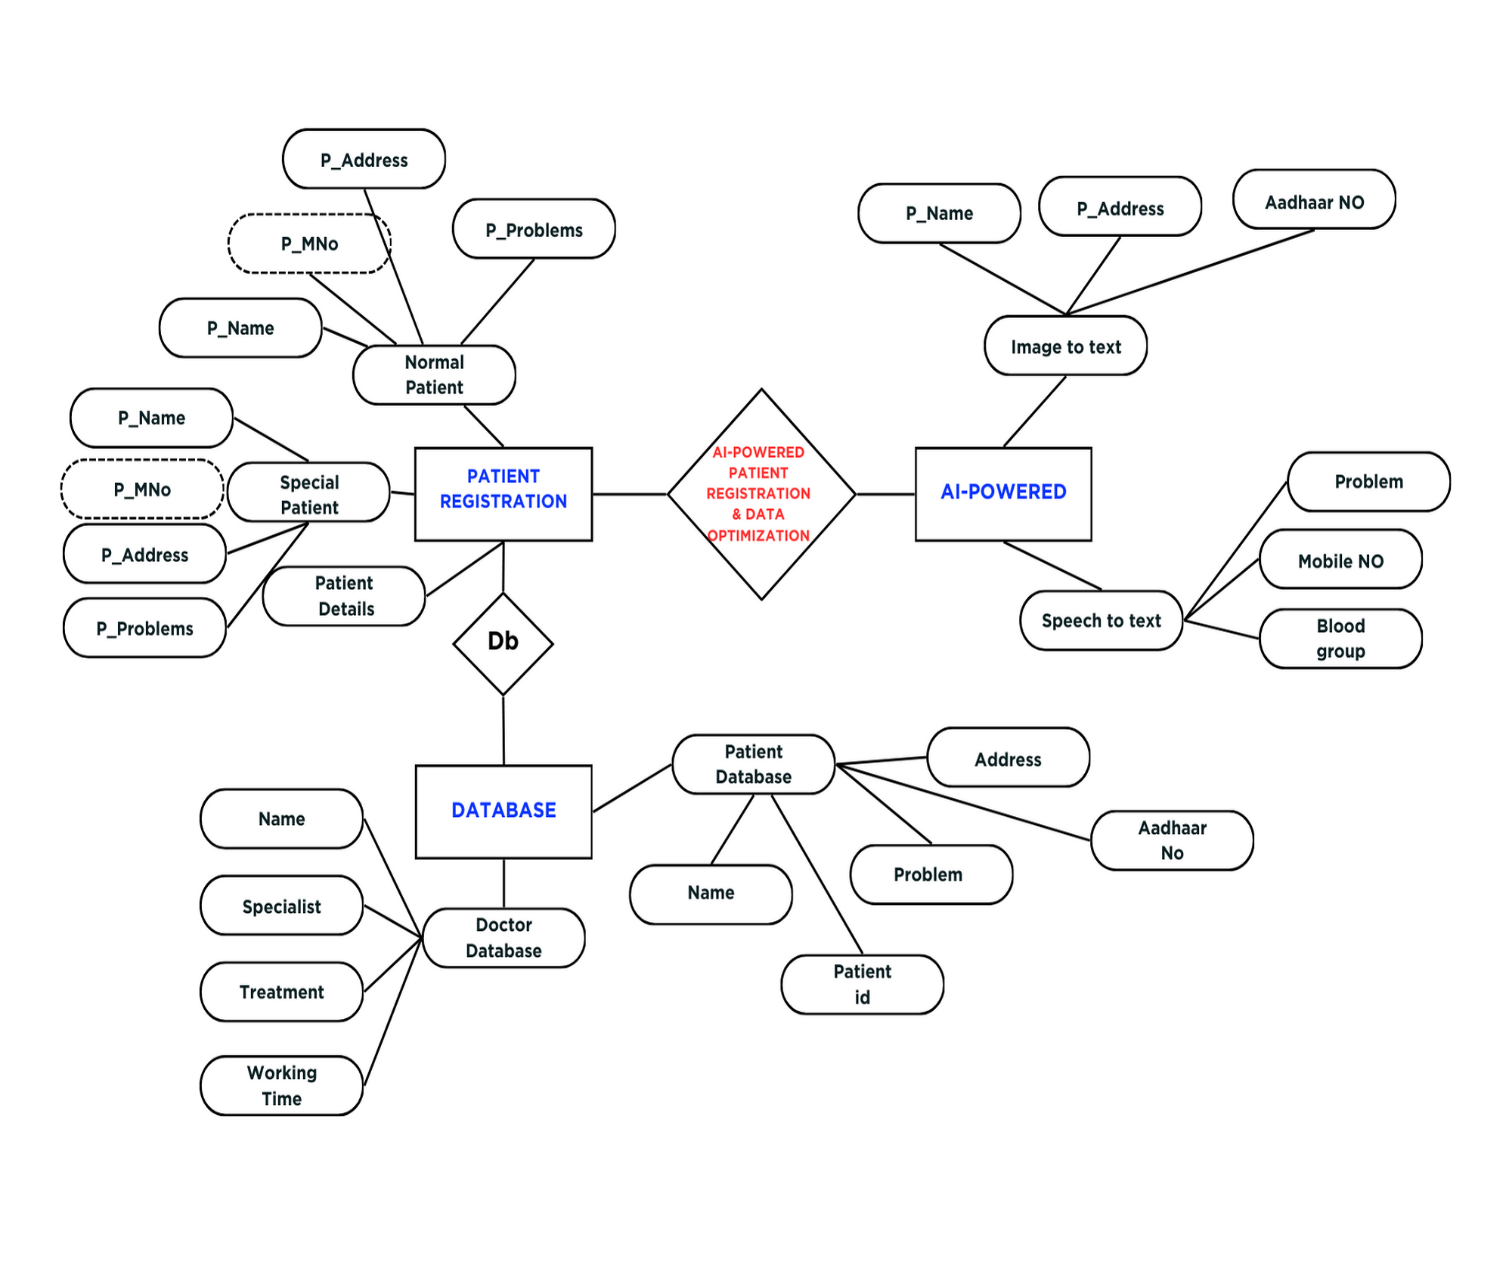 P_Address
P_MNo
P_Problems
P_Name
Normal
Patient
P_Name
P_MNo
Special
Patient
P_Address
P_Problems
Patient
Details
PATIENT
REGISTRATION
AI-POWERED
PATIENT
REGISTRATION
& DATA
OPTIMIZATION
AI-POWERED
P_Name
P_Address
Aadhaar NO
Image to text
Problem
Mobile NO
Speech to text
Blood
group
Db
DATABASE
Patient
Database
Address
Aadhaar
No
Problem
Name
Patient
id
Name
Specialist
Doctor
Database
Treatment
Working
Time